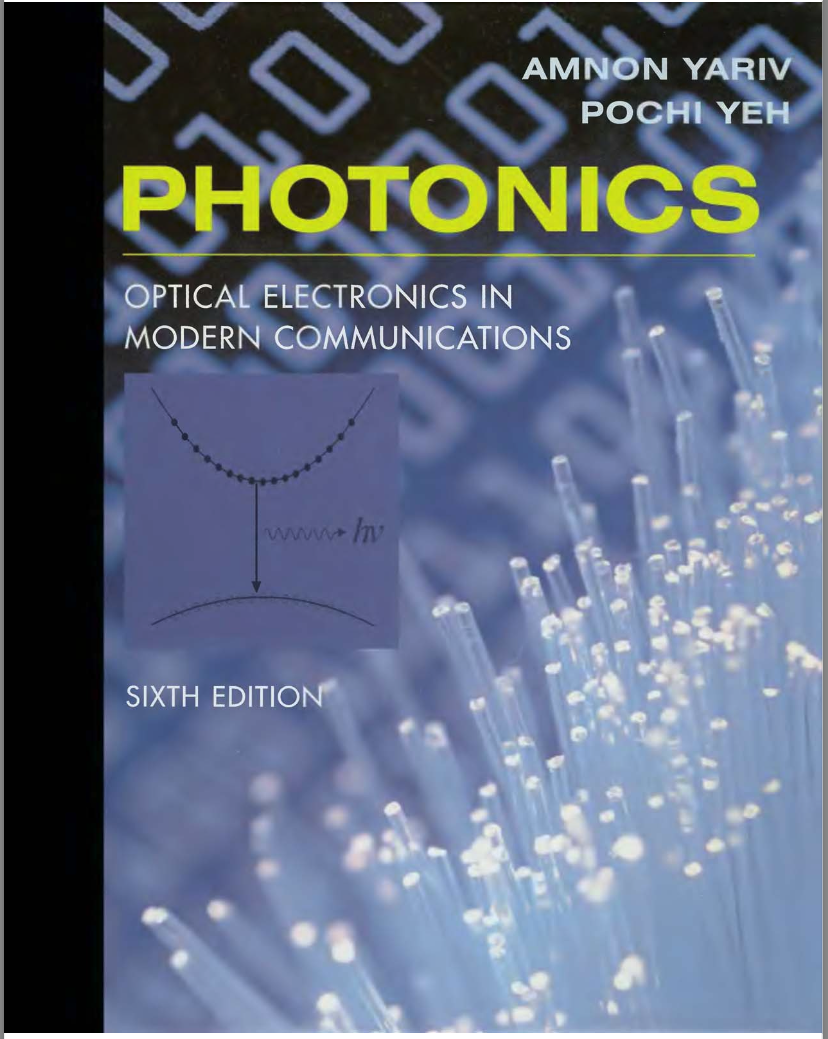 AMNON YARIV
POCHI YEH
PHOTONICS
OPTICAL ELECTRONICS IN
MODERN COMMUNICATIONS
hν
SIXTH EDITION